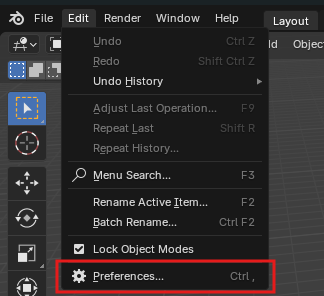 File Edit Render Window Help Layout
Undo Ctrl Z
Redo Shift Ctrl Z
Undo History
Adjust Last Operation... F9
Repeat Last Shift R
Repeat History...
Menu Search... F3
Rename Active Item... F2
Batch Rename... Ctrl F2
Lock Object Modes
Preferences... Ctrl ,